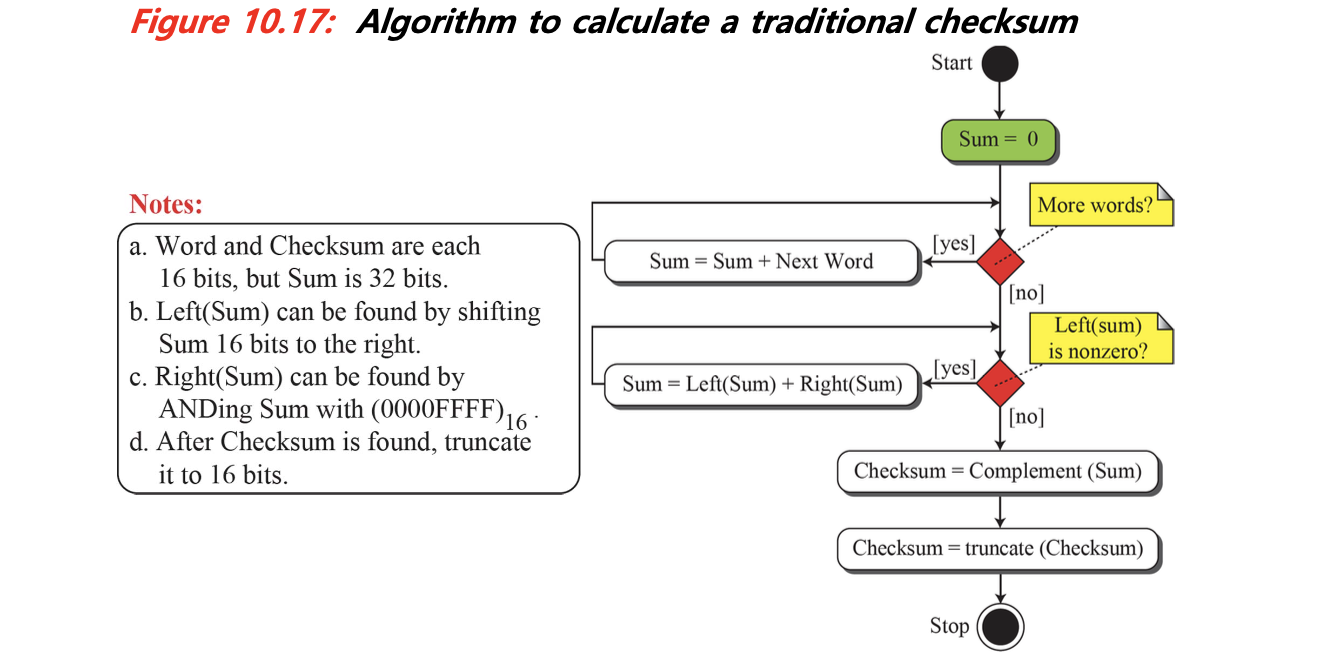 Figure 10.17: Algorithm to calculate a traditional checksum
Start
Sum = 0
More words?
[yes]
Sum = Sum + Next Word
[no]
Left(sum)
is nonzero?
[yes]
Sum = Left(Sum) + Right(Sum)
[no]
Checksum = Complement (Sum)
Checksum = truncate (Checksum)
Stop
Notes:
a. Word and Checksum are each
16 bits, but Sum is 32 bits.
b. Left(Sum) can be found by shifting
Sum 16 bits to the right.
c. Right(Sum) can be found by
ANDing Sum with (0000FFFF)16 .
d. After Checksum is found, truncate
it to 16 bits.